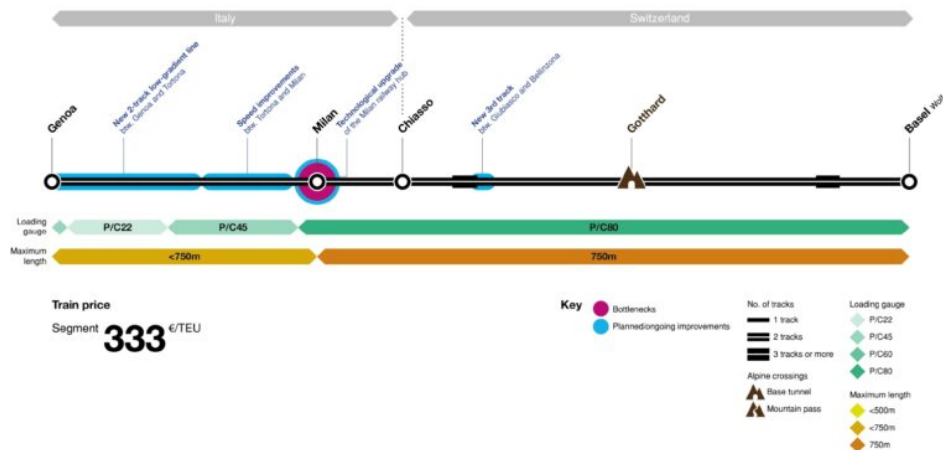 Italy
Switzerland
Genoa
New 2-track low-gradient line
btw. Genoa and Tortona
Speed improvements
btw. Tortona and Milan
Milan
Technological upgrade
of the Milan railway hub
Chiasso
New 3rd track
btw. Giubiasco and Bellinzona
Gotthard
Basel
Loading
gauge
P/C22
P/C45
P/C80
Maximum
length
<750m
750m
Train price
Segment 333 €/TEU
Key
Bottlenecks
Planned/ongoing improvements
No. of tracks
1 track
2 tracks
3 tracks or more
Alpine crossings
Base tunnel
Mountain pass
Loading gauge
P/C22
P/C45
P/C60
P/C80
Maximum length
<500m
<750m
750m